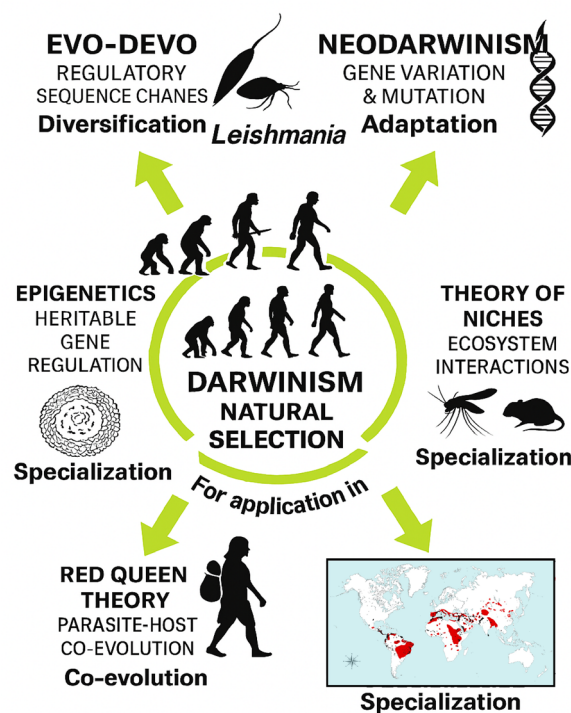 EVO-DEVO
REGULATORY
SEQUENCE CHANES
Diversification
Leishmania
NEODARWINISM
GENE VARIATION
& MUTATION
Adaptation
EPIGENETICS
HERITABLE
GENE
REGULATION
Specialization
DARWINISM
NATURAL
SELECTION
For application in
THEORY OF
NICHES
ECOSYSTEM
INTERACTIONS
Specialization
RED QUEEN
THEORY
PARASITE-HOST
CO-EVOLUTION
Co-evolution
Specialization